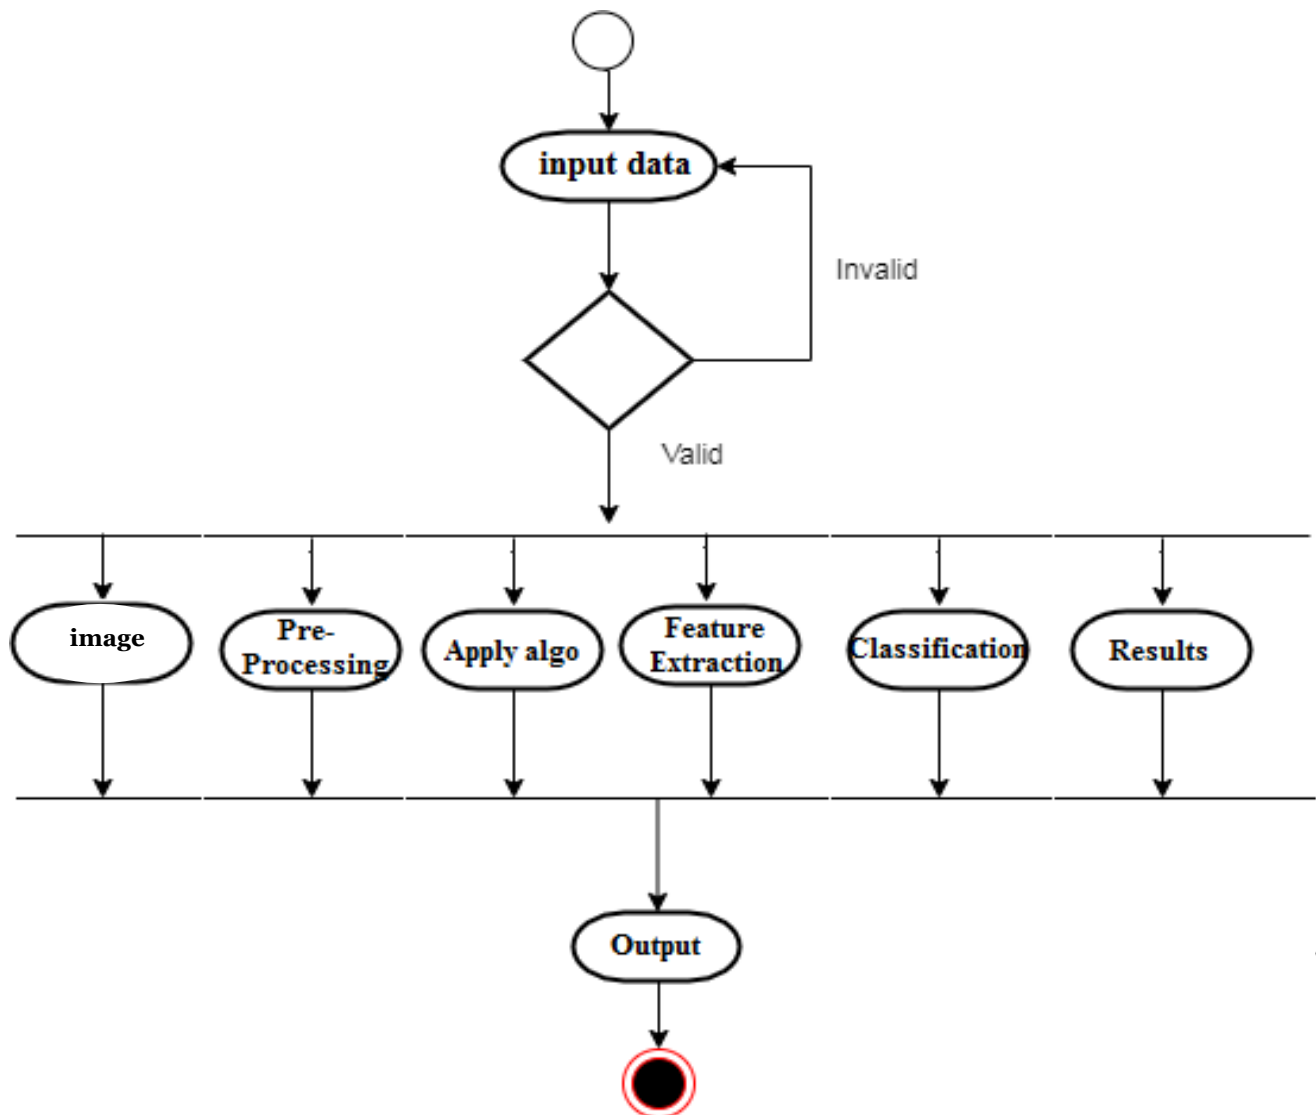 input data
Invalid
Valid
image
Pre-
Processing
Apply algo
Feature
Extraction
Classification
Results
Output